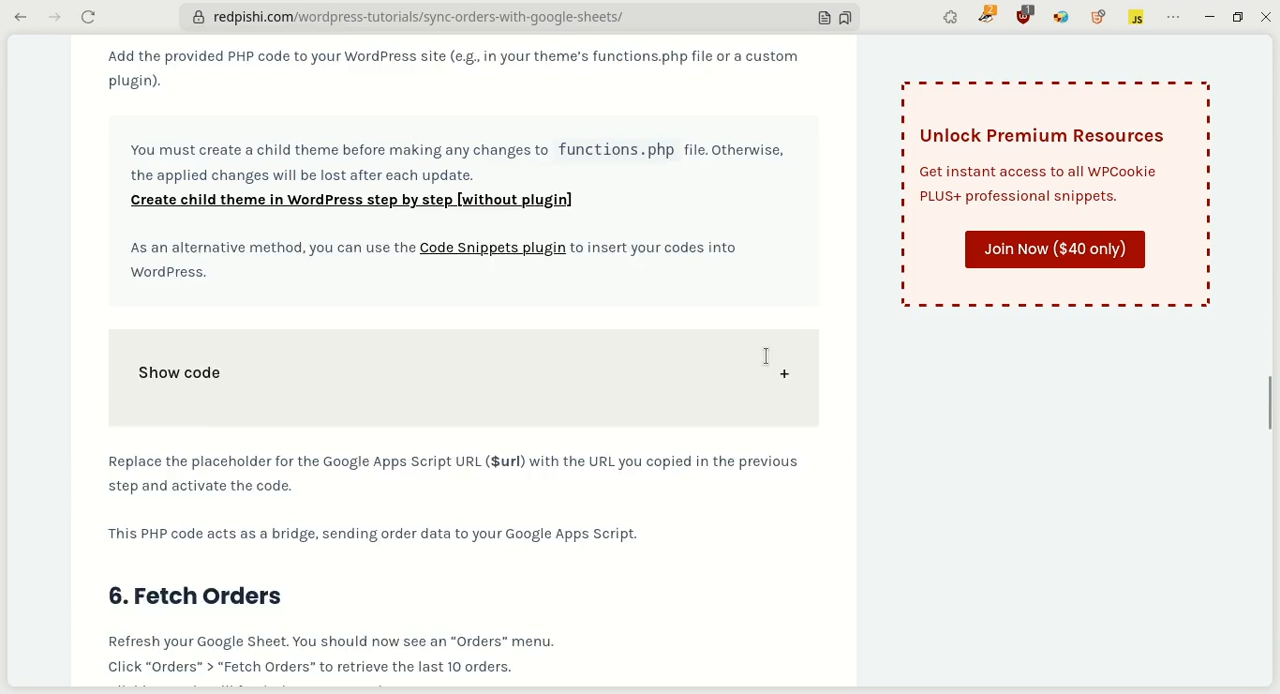 redpishi.com/wordpress-tutorials/sync-orders-with-google-sheets/
2
1
JS
Add the provided PHP code to your WordPress site (e.g., in your theme’s functions.php file or a custom
plugin).
You must create a child theme before making any changes to functions.php file. Otherwise,
the applied changes will be lost after each update.
Create child theme in WordPress step by step [without plugin]
As an alternative method, you can use the Code Snippets plugin to insert your codes into
WordPress.
Show code
+
Replace the placeholder for the Google Apps Script URL ($url) with the URL you copied in the previous
step and activate the code.
This PHP code acts as a bridge, sending order data to your Google Apps Script.
6. Fetch Orders
Refresh your Google Sheet. You should now see an “Orders” menu.
Click “Orders” > “Fetch Orders” to retrieve the last 10 orders.
Unlock Premium Resources
Get instant access to all WPCookie
PLUS+ professional snippets.
Join Now ($40 only)